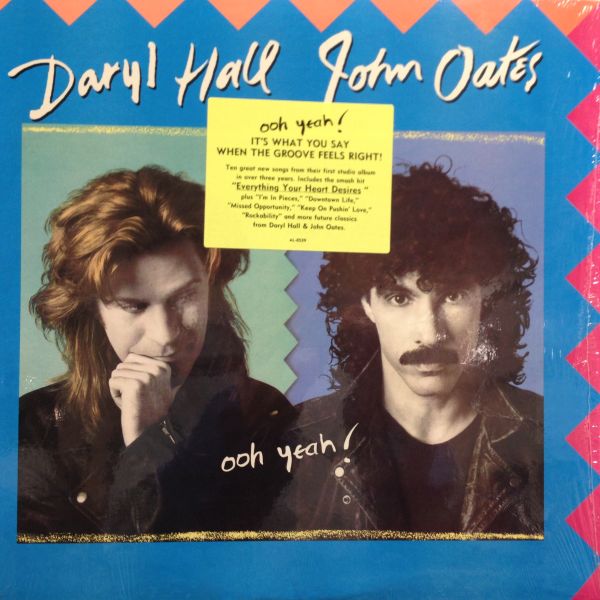 Daryl Hall John Oates
ooh yeah!
IT'S WHAT YOU SAY
WHEN THE GROOVE FEELS RIGHT!
Ten great new songs from their first studio album
in over three years. Includes the smash hit
"Everything Your Heart Desires"
plus "I'm In Pieces," "Downtown Life,"
"Missed Opportunity," "Keep On Pushin' Love,"
"Rockability" and more future classics
from Daryl Hall & John Oates.
AL-8539
ooh yeah!